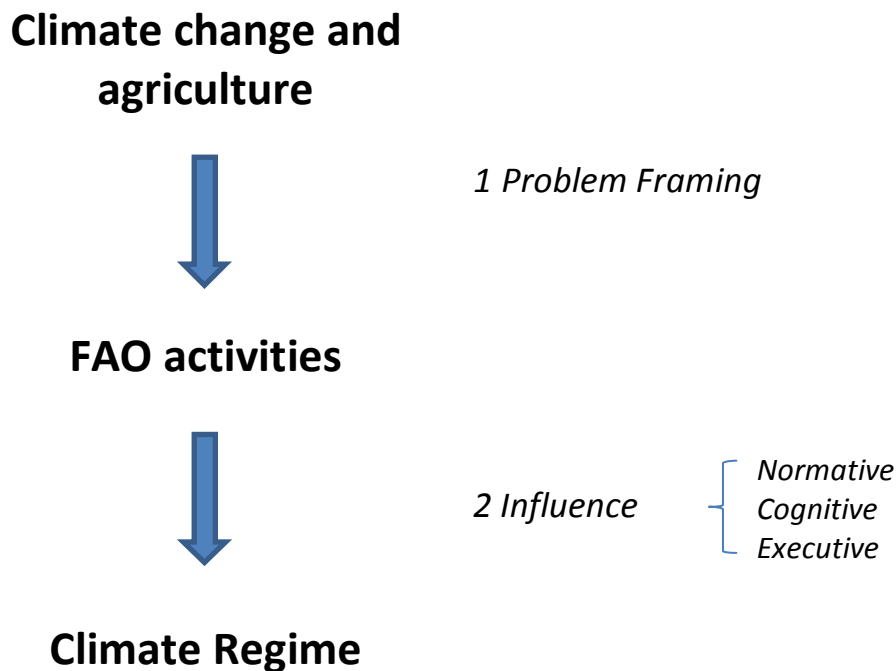 Climate change and
agriculture
1 Problem Framing
FAO activities
2 Influence
Normative
Cognitive
Executive
Climate Regime